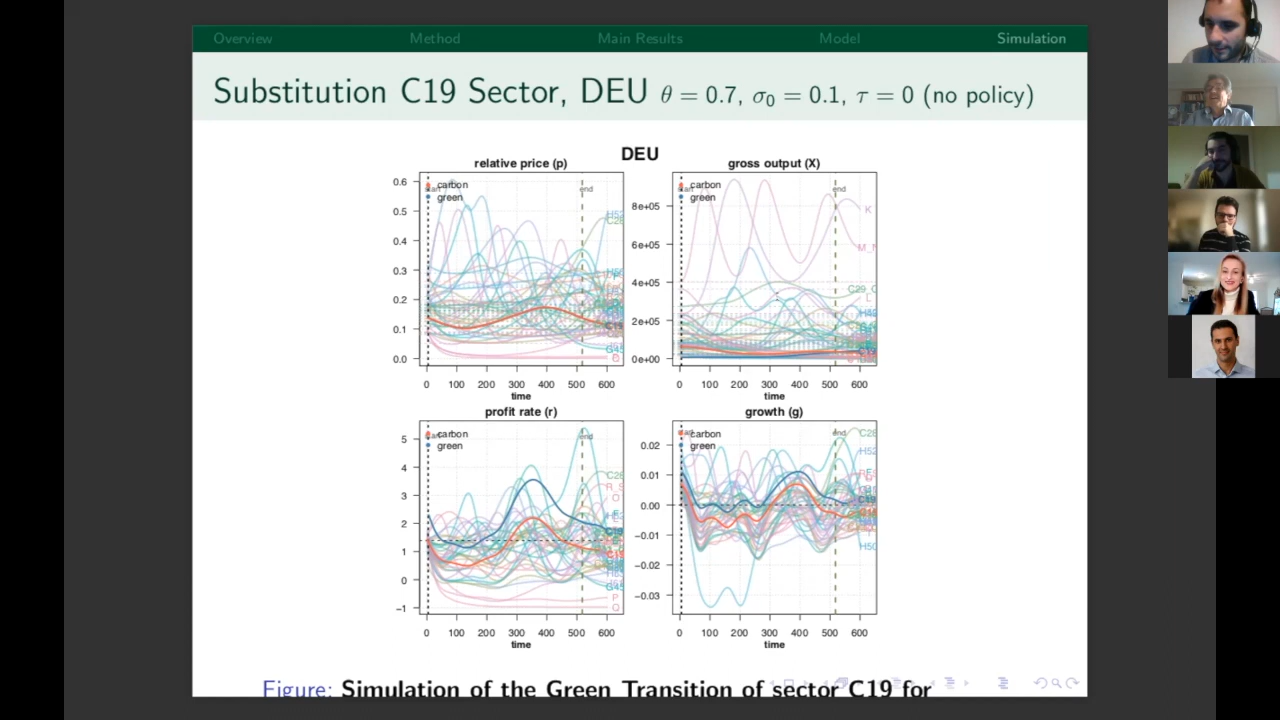 Overview Method Main Results Model Simulation
Substitution C19 Sector, DEU θ = 0.7, σ₀ = 0.1, τ = 0 (no policy)
DEU
relative price (p)
carbon
green
end
0.6
0.5
0.4
0.3
0.2
0.1
0.0
0 100 200 300 400 500 600
time
gross output (X)
carbon
green
end
8e+05
6e+05
4e+05
2e+05
0e+00
K
L
0 100 200 300 400 500 600
time
profit rate (r)
carbon
green
end
5
4
3
2
1
0
−1
O
P
Q
0 100 200 300 400 500 600
time
growth (g)
carbon
green
end
0.02
0.01
0.00
−0.01
−0.02
−0.03
H50
0 100 200 300 400 500 600
time
Figure: Simulation of the Green Transition of sector C19 for